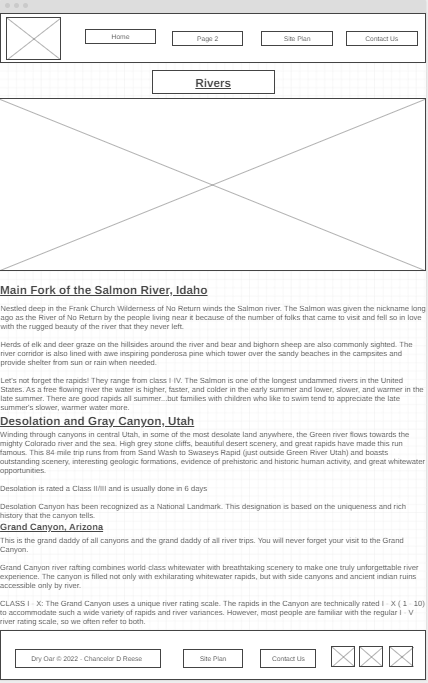 Home
Page 2
Site Plan
Contact Us
Rivers
Main Fork of the Salmon River, Idaho
Nestled deep in the Frank Church Wilderness of No Return winds the Salmon river. The Salmon was given the nickname long
ago as the River of No Return by the people living near it because of the number of folks that came to visit and fell so in love
with the rugged beauty of the river that they never left.
Herds of elk and deer graze on the hillsides around the river and bear and bighorn sheep are also commonly sighted. The
river corridor is also lined with awe inspiring ponderosa pine which tower over the sandy beaches in the campsites and
provide shelter from sun or rain when needed.
Let's not forget the rapids! They range from class I-IV. The Salmon is one of the longest undammed rivers in the United
States. As a free flowing river the water is higher, faster, and colder in the early summer and lower, slower, and warmer in the
late summer. There are good rapids all summer...but families with children who like to swim tend to appreciate the late
summer's slower, warmer water more.
Desolation and Gray Canyon, Utah
Winding through canyons in central Utah, in some of the most desolate land anywhere, the Green river flows towards the
mighty Colorado river and the sea. High grey stone cliffs, beautiful desert scenery, and great rapids have made this run
famous. This 84 mile trip runs from from Sand Wash to Swaseys Rapid (just outside Green River Utah) and boasts
outstanding scenery, interesting geologic formations, evidence of prehistoric and historic human activity, and great whitewater
opportunities.
Desolation is rated a Class II/III and is usually done in 6 days
Desolation Canyon has been recognized as a National Landmark. This designation is based on the uniqueness and rich
history that the canyon tells.
Grand Canyon, Arizona
This is the grand daddy of all canyons and the grand daddy of all river trips. You will never forget your visit to the Grand
Canyon.
Grand Canyon river rafting combines world class whitewater with breathtaking scenery to make one truly unforgettable river
experience. The canyon is filled not only with exhilarating whitewater rapids, but with side canyons and ancient indian ruins
accessible only by river.
CLASS I - X: The Grand Canyon uses a unique river rating scale. The rapids in the Canyon are technically rated I - X ( 1 - 10)
to accommodate such a wide variety of rapids and river variances. However, most people are familiar with the regular I - V
river rating scale, so we often refer to both.
Dry Oar © 2022 - Chancelor D Reese
Site Plan
Contact Us